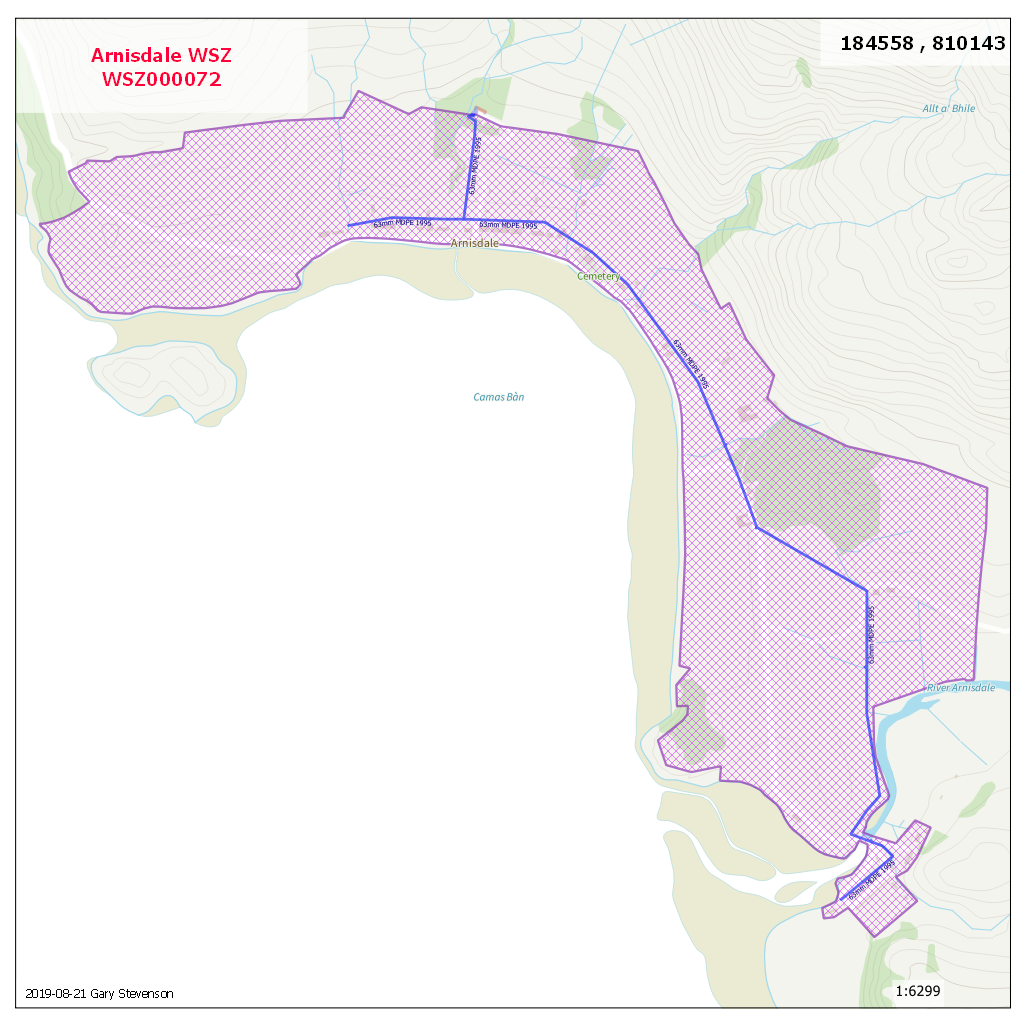 Arnisdale WSZ
WSZ000072
184558 , 810143
Allt a' Bhile
63mm MDPE 1995
63mm MDPE 1995
63mm MDPE 1995
Arnisdale
Cemetery
63mm MDPE 1995
Camas Bàn
63mm MDPE 1995
River Arnisdale
63mm MDPE 1995
2019-08-21 Gary Stevenson
1:6299